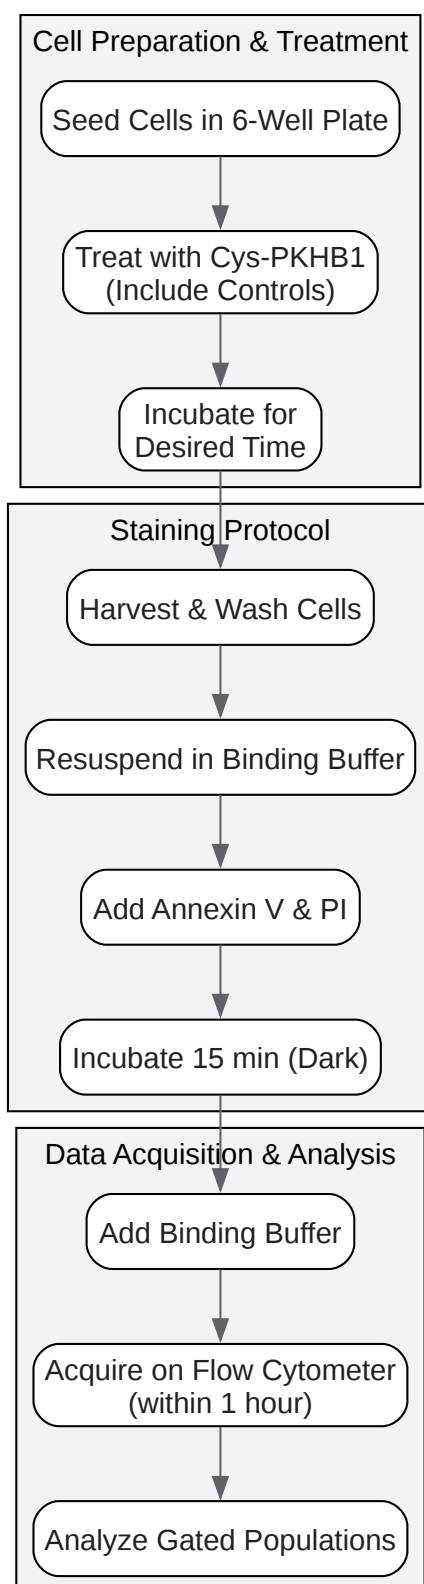 Cell Preparation & Treatment
Seed Cells in 6-Well Plate
Treat with Cys-PKHB1
(Include Controls)
Incubate for
Desired Time
Staining Protocol
Harvest & Wash Cells
Resuspend in Binding Buffer
Add Annexin V & PI
Incubate 15 min (Dark)
Data Acquisition & Analysis
Add Binding Buffer
Acquire on Flow Cytometer
(within 1 hour)
Analyze Gated Populations